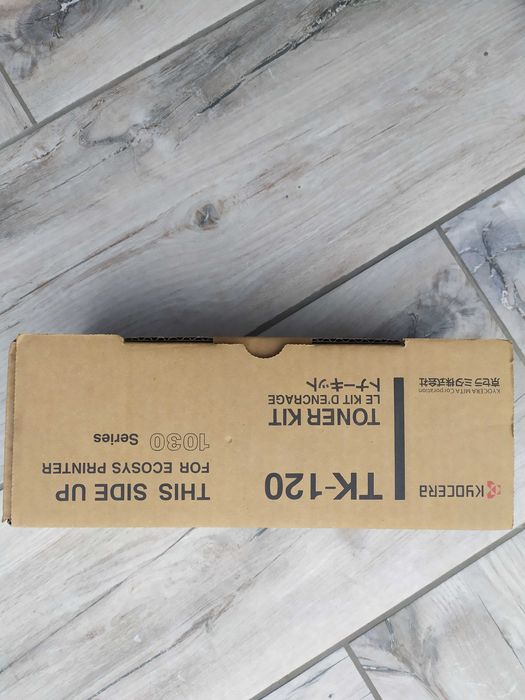 KYOCERA
京セラミタ株式会社
KYOCERA MITA Corporation
TK-120
TONER KIT
LE KIT D'ENCRAGE
トナーキット
THIS SIDE UP
FOR ECOSYS PRINTER
1030 Series